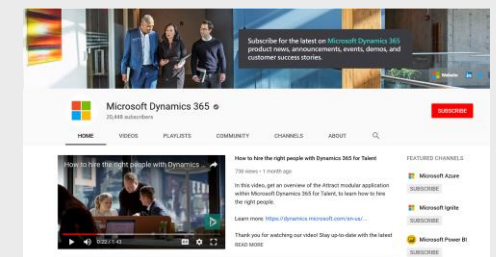 Subscribe for the latest on Microsoft Dynamics 365
product news, announcements, events, demos, and
customer success stories.
Website
Microsoft Dynamics 365
20,448 subscribers
SUBSCRIBE
HOME VIDEOS PLAYLISTS COMMUNITY CHANNELS ABOUT
How to hire the right people with Dynamics ...
How to hire the right people with Dynamics 365 for Talent
738 views • 1 month ago
In this video, get an overview of the Attract modular application
within Microsoft Dynamics 365 for Talent, to learn how to hire
the right people.
Learn more: https://dynamics.microsoft.com/en-us/...
Thank you for watching our video! Stay up-to-date with the latest
READ MORE
0:22 / 1:43
FEATURED CHANNELS
Microsoft Azure
SUBSCRIBE
Microsoft Ignite
SUBSCRIBE
Microsoft Power BI
SUBSCRIBE